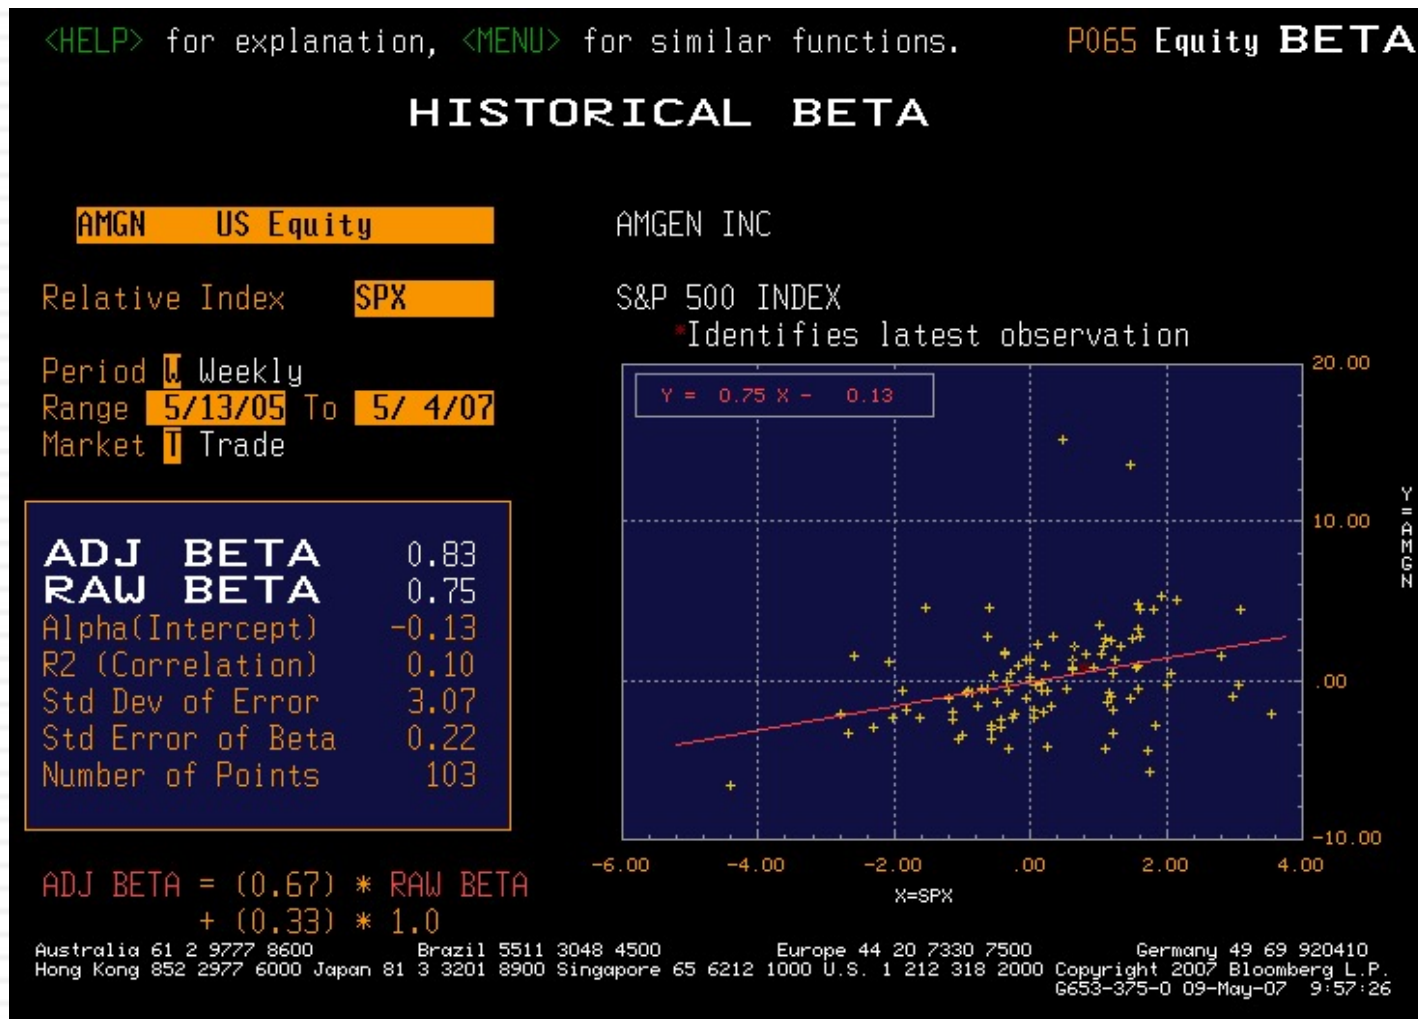 <HELP> for explanation, <MENU> for similar functions. P065 Equity BETA
HISTORICAL BETA
AMGN US Equity AMGEN INC
Relative Index SPX S&P 500 INDEX
*Identifies latest observation
Period W Weekly
Range 5/13/05 To 5/ 4/07
Market T Trade
ADJ BETA 0.83
RAW BETA 0.75
Alpha(Intercept) -0.13
R2 (Correlation) 0.10
Std Dev of Error 3.07
Std Error of Beta 0.22
Number of Points 103
ADJ BETA = (0.67) * RAW BETA
+ (0.33) * 1.0
Y = 0.75 X - 0.13
20.00
10.00
.00
-10.00
Y=AMGN
-6.00 -4.00 -2.00 .00 2.00 4.00
X=SPX
Australia 61 2 9777 8600 Brazil 5511 3048 4500 Europe 44 20 7330 7500 Germany 49 69 920410
Hong Kong 852 2977 6000 Japan 81 3 3201 8900 Singapore 65 6212 1000 U.S. 1 212 318 2000 Copyright 2007 Bloomberg L.P.
G653-375-0 09-May-07 9:57:26